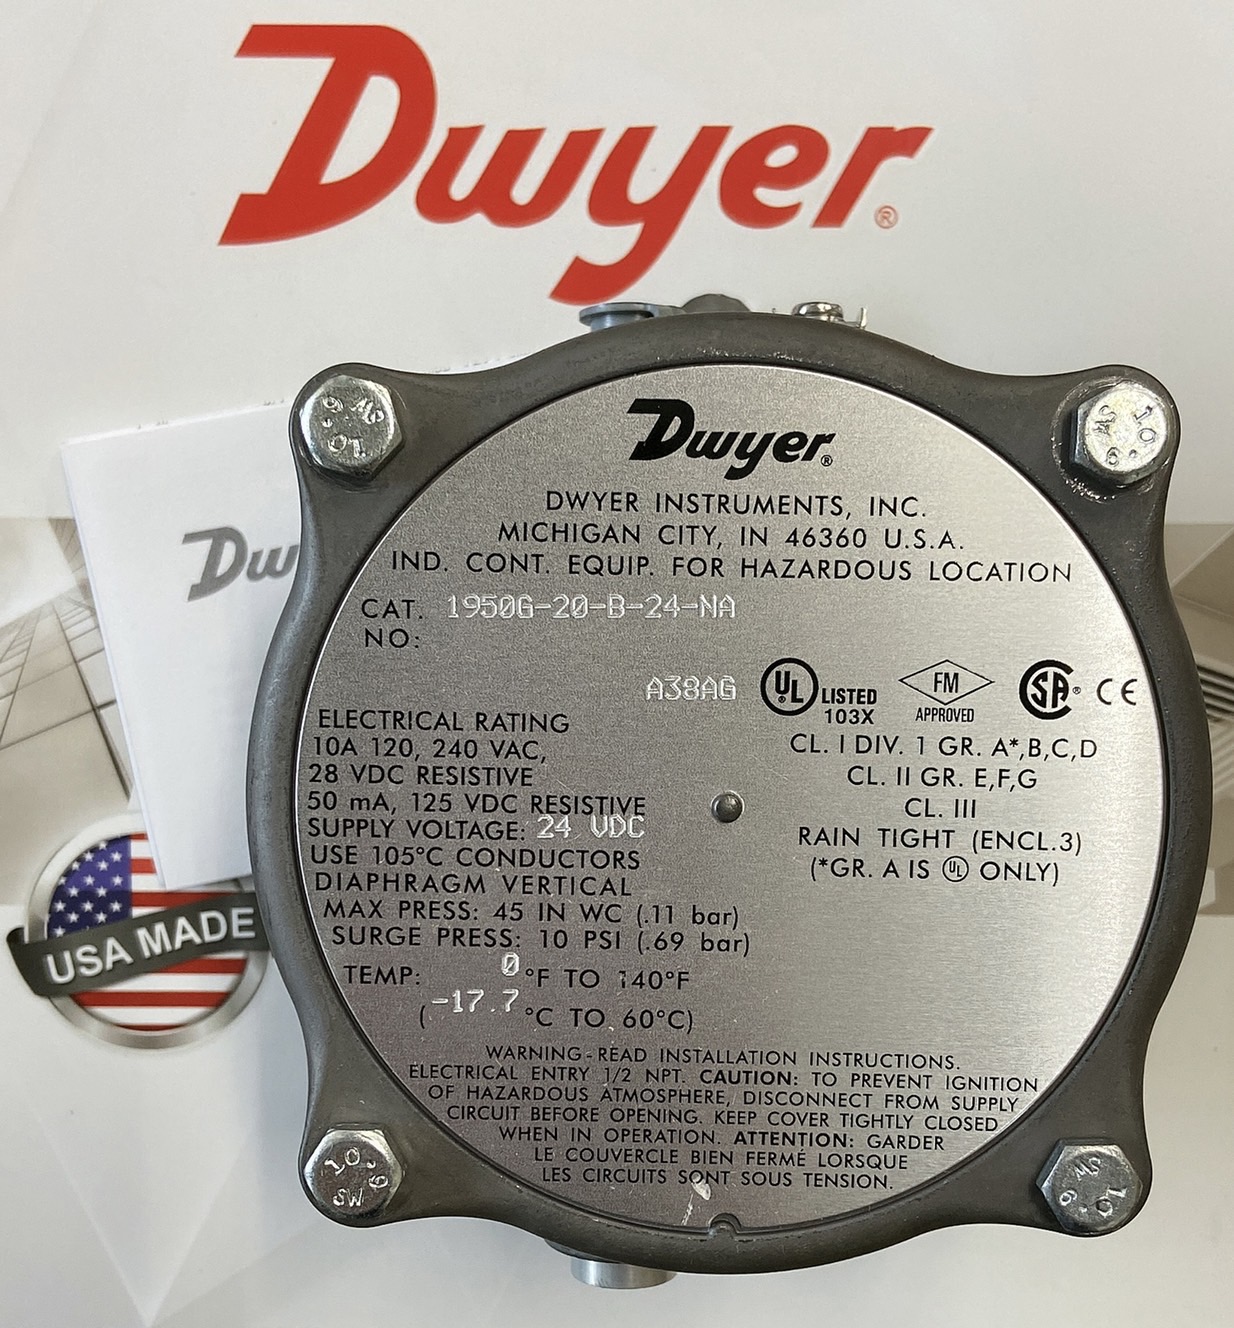 Dwyer®
Dw
USA MADE
Dwyer®
DWYER INSTRUMENTS, INC.
MICHIGAN CITY, IN 46360 U.S.A.
IND. CONT. EQUIP. FOR HAZARDOUS LOCATION
CAT. 1950G-20-B-24-NA
NO:
A38AG
UL LISTED
103X
FM
APPROVED
SA®
CE
ELECTRICAL RATING
10A 120, 240 VAC,
28 VDC RESISTIVE
50 mA, 125 VDC RESISTIVE
SUPPLY VOLTAGE: 24 VDC
USE 105°C CONDUCTORS
DIAPHRAGM VERTICAL
MAX PRESS: 45 IN WC (.11 bar)
SURGE PRESS: 10 PSI (.69 bar)
TEMP: 0 °F TO 140°F
(-17.7 °C TO 60°C)
CL. I DIV. 1 GR. A*,B,C,D
CL. II GR. E,F,G
CL. III
RAIN TIGHT (ENCL.3)
(*GR. A IS UL ONLY)
WARNING-READ INSTALLATION INSTRUCTIONS.
ELECTRICAL ENTRY 1/2 NPT. CAUTION: TO PREVENT IGNITION
OF HAZARDOUS ATMOSPHERE, DISCONNECT FROM SUPPLY
CIRCUIT BEFORE OPENING. KEEP COVER TIGHTLY CLOSED
WHEN IN OPERATION. ATTENTION: GARDER
LE COUVERCLE BIEN FERMÉ LORSQUE
LES CIRCUITS SONT SOUS TENSION.